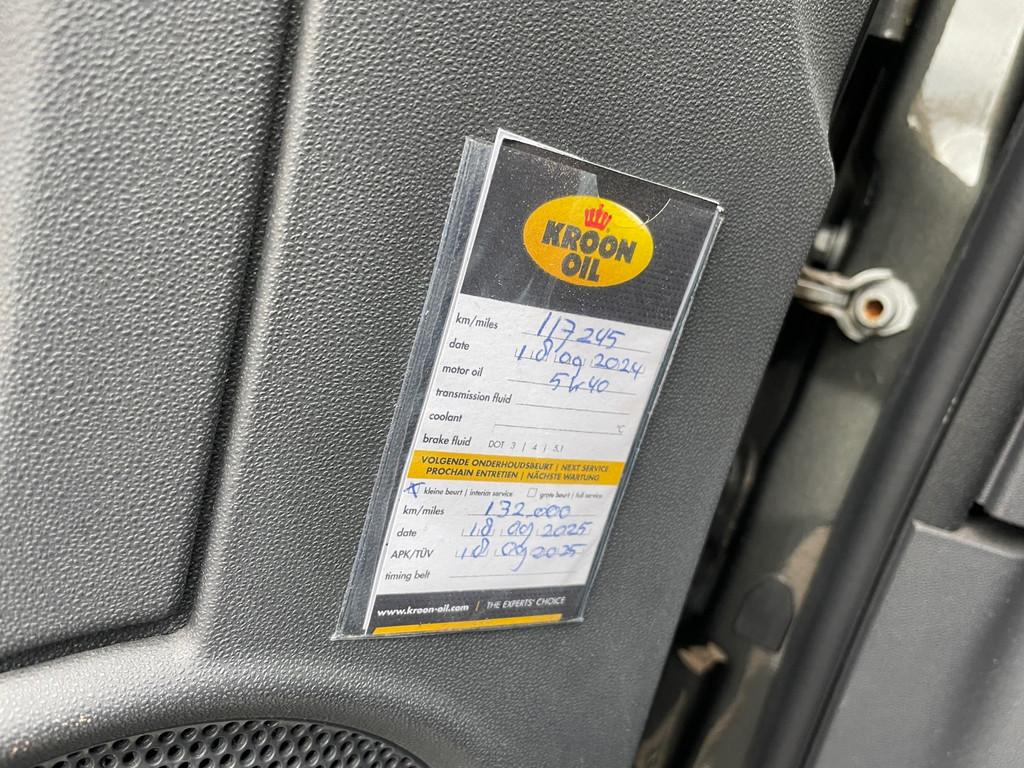 KROON
OIL
km/miles 117245
date 18 09 2024
motor oil 5w40
transmission fluid
coolant °C
brake fluid DOT 3 | 4 | 5.1
VOLGENDE ONDERHOUDSBEURT | NEXT SERVICE
PROCHAIN ENTRETIEN | NÄCHSTE WARTUNG
X kleine beurt | interim service grote beurt | full service
km/miles 132.000
date 18 09 2025
APK/TÜV 18 09 2025
timing belt
www.kroon-oil.com | THE EXPERTS' CHOICE